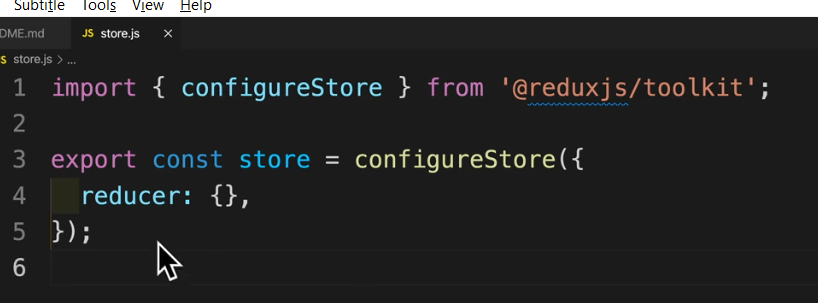 Subtitle Tools View Help
DME.md JS store.js ×
S store.js > ...
1 import { configureStore } from '@reduxjs/toolkit';
2
3 export const store = configureStore({
4   reducer: {},
5 });
6